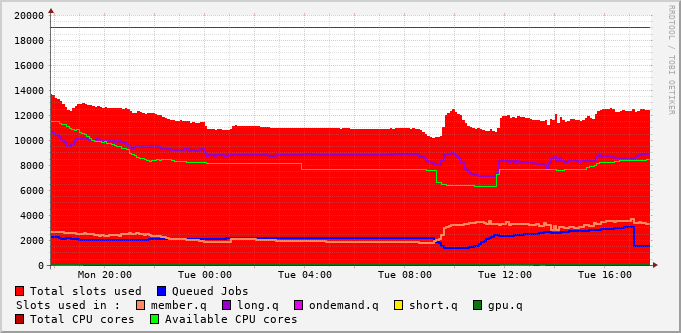 20000
18000
16000
14000
12000
10000
8000
6000
4000
2000
0
Mon 20:00 Tue 00:00 Tue 04:00 Tue 08:00 Tue 12:00 Tue 16:00
Total slots used Queued Jobs
Slots used in : member.q long.q ondemand.q short.q gpu.q
Total CPU cores Available CPU cores
RRDTOOL / TOBI OETIKER